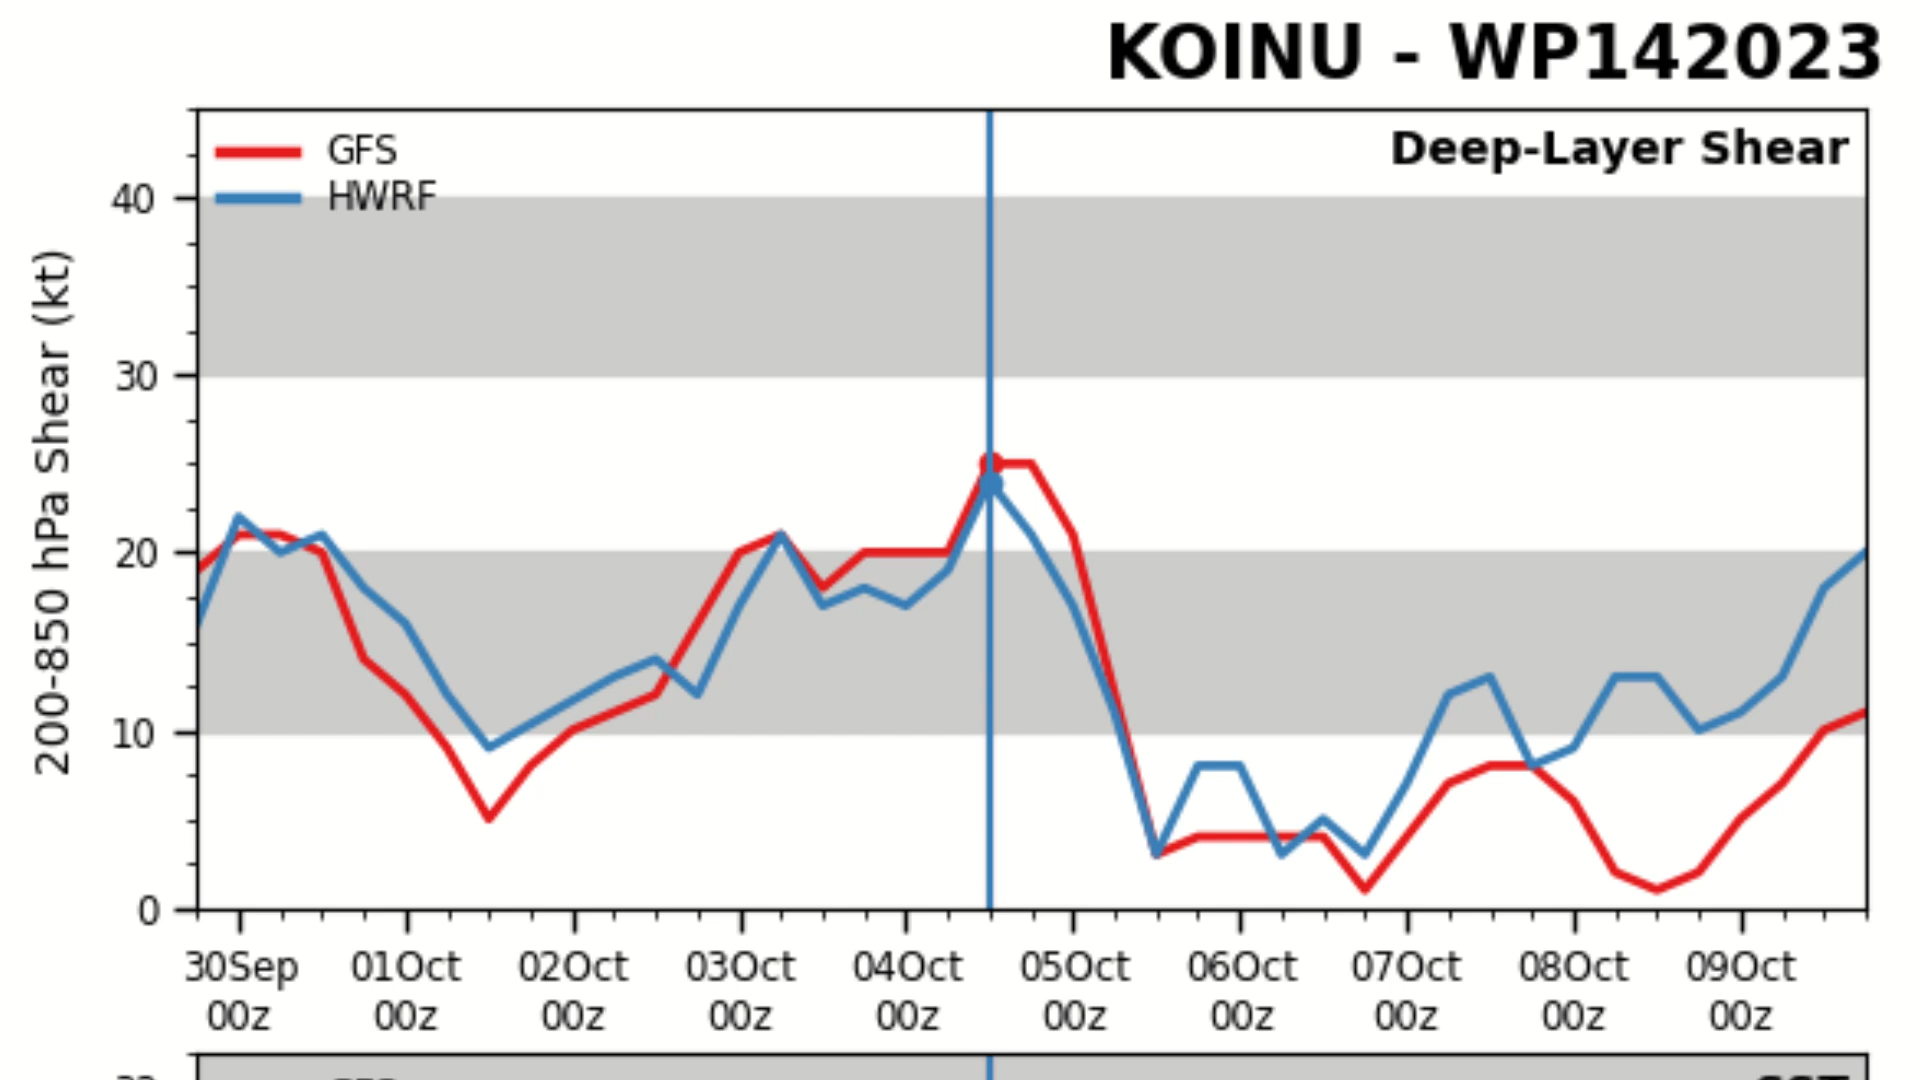 KOINU - WP142023
GFS
HWRF
Deep-Layer Shear
200-850 hPa Shear (kt)
40
30
20
10
0
30Sep 01Oct 02Oct 03Oct 04Oct 05Oct 06Oct 07Oct 08Oct 09Oct
00z 00z 00z 00z 00z 00z 00z 00z 00z 00z